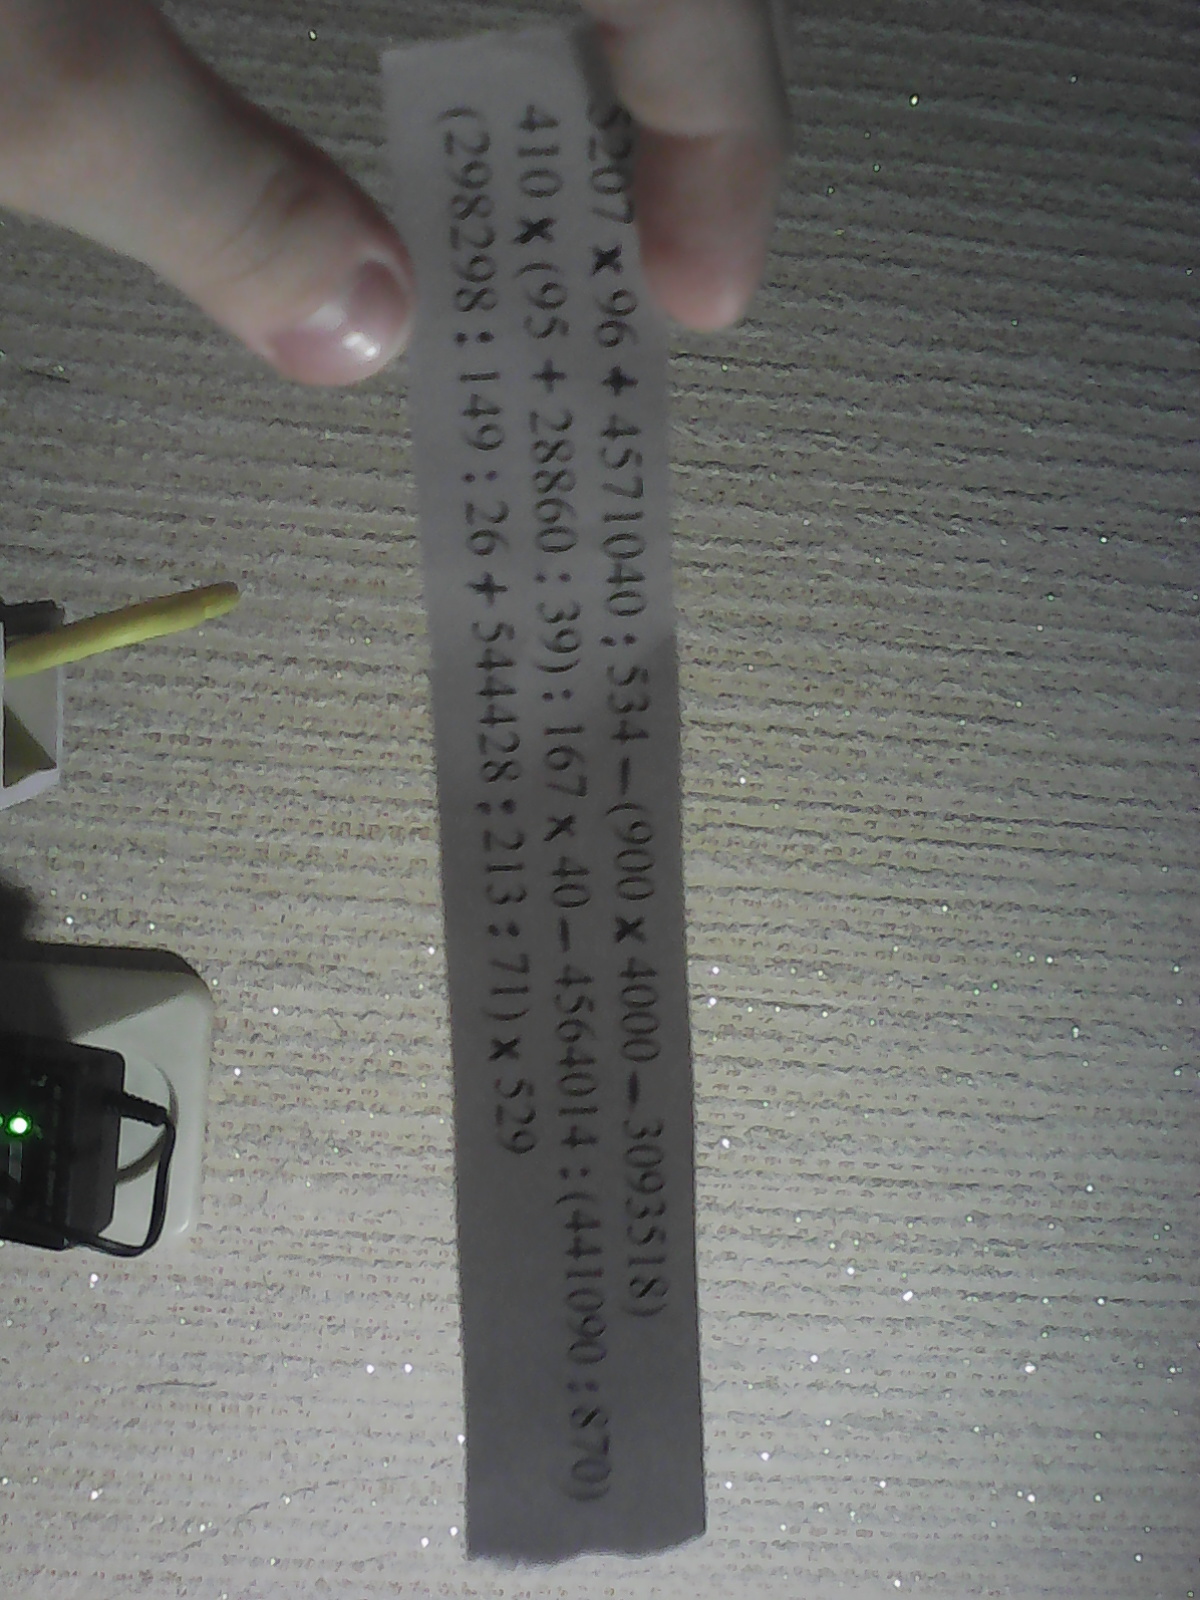 5207 x 96 + 4571040 : 534 – (900 x 4000 – 3093518)
410 x (95 + 28860 : 39) : 167 x 40 – 4564014 : (441090 : 870)
(298298 : 149 : 26 + 544428 : 213 : 71) x 529